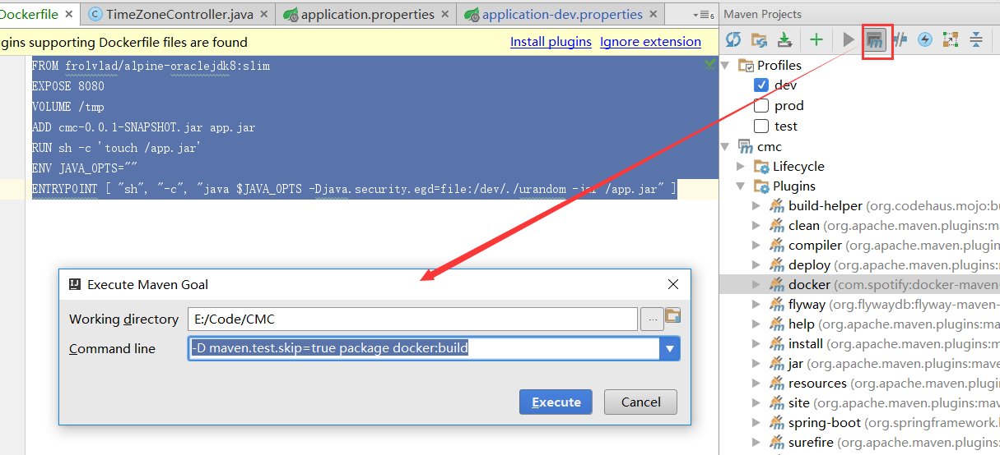 Dockerfile
TimeZoneController.java
application.properties
application-dev.properties
6
Maven Projects
gins supporting Dockerfile files are found
Install plugins
Ignore extension
FROM frolvlad/alpine-oraclejdk8:slim
EXPOSE 8080
VOLUME /tmp
ADD cmc-0.0.1-SNAPSHOT.jar app.jar
RUN sh -c 'touch /app.jar'
ENV JAVA_OPTS=""
ENTRYPOINT [ "sh", "-c", "java $JAVA_OPTS -Djava.security.egd=file:/dev/./urandom -jar /app.jar" ]
Execute Maven Goal
Working directory
E:/Code/CMC
...
Command line
-D maven.test.skip=true package docker:build
Execute
Cancel
Profiles
dev
prod
test
cmc
Lifecycle
Plugins
build-helper (org.codehaus.mojo:bu
clean (org.apache.maven.plugins:m
compiler (org.apache.maven.plugin
deploy (org.apache.maven.plugins:
docker (com.spotify:docker-maven-
flyway (org.flywaydb:flyway-maven-
help (org.apache.maven.plugins:ma
install (org.apache.maven.plugins:
jar (org.apache.maven.plugins:mave
resources (org.apache.maven.plugin
site (org.apache.maven.plugins:mav
spring-boot (org.springframework.
surefire (org.apache.maven.plugins: